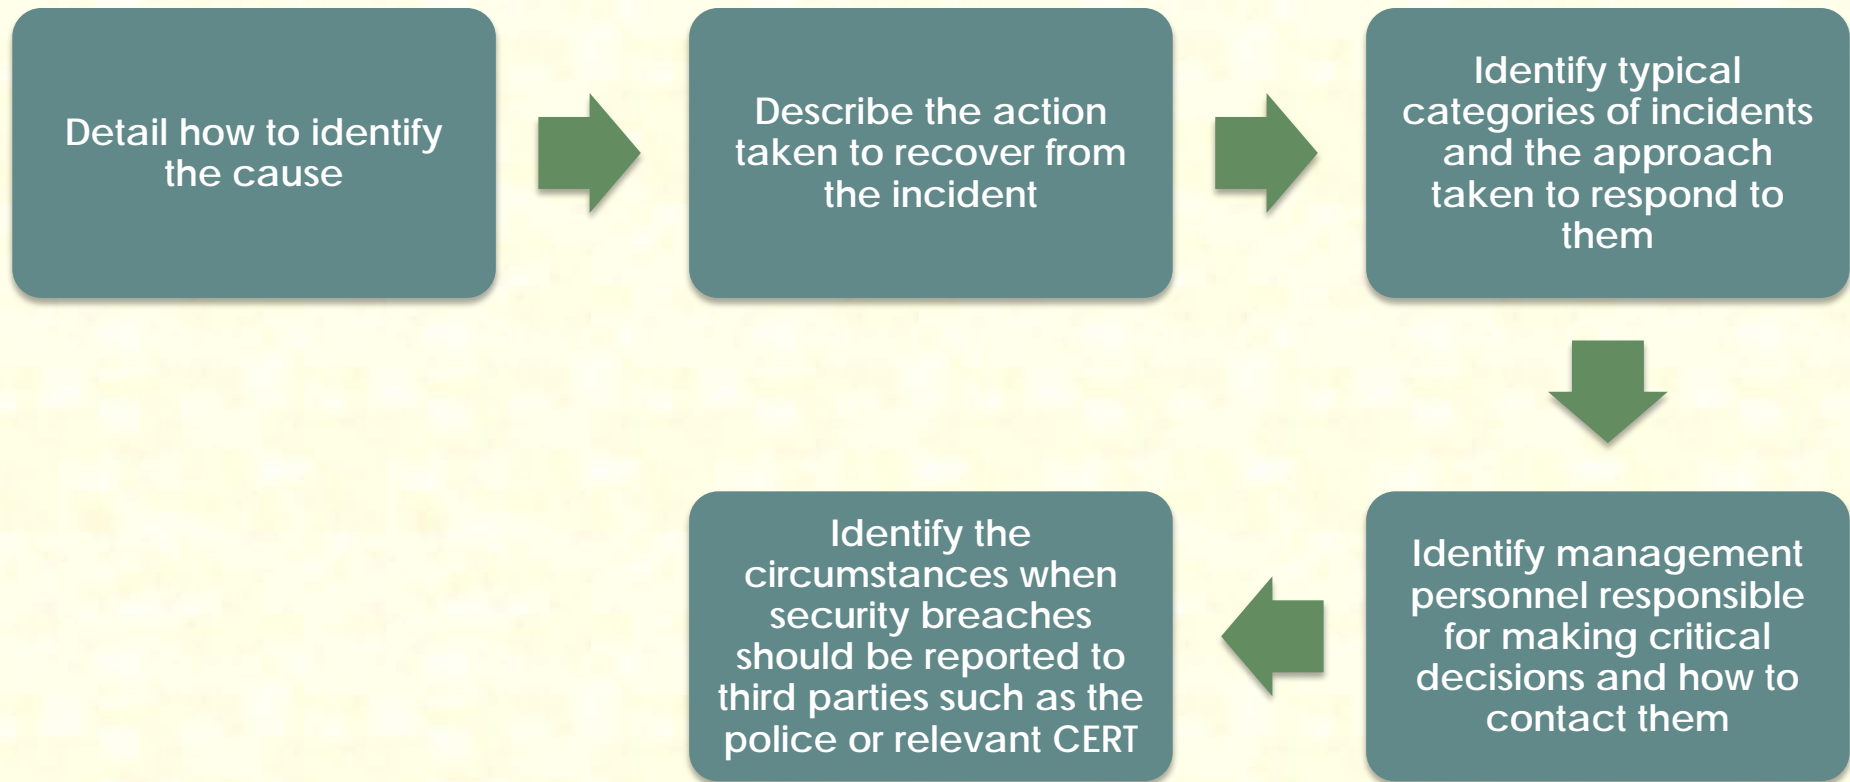 Detail how to identify
the cause
Describe the action
taken to recover from
the incident
Identify typical
categories of incidents
and the approach
taken to respond to
them
Identify management
personnel responsible
for making critical
decisions and how to
contact them
Identify the
circumstances when
security breaches
should be reported to
third parties such as the
police or relevant CERT